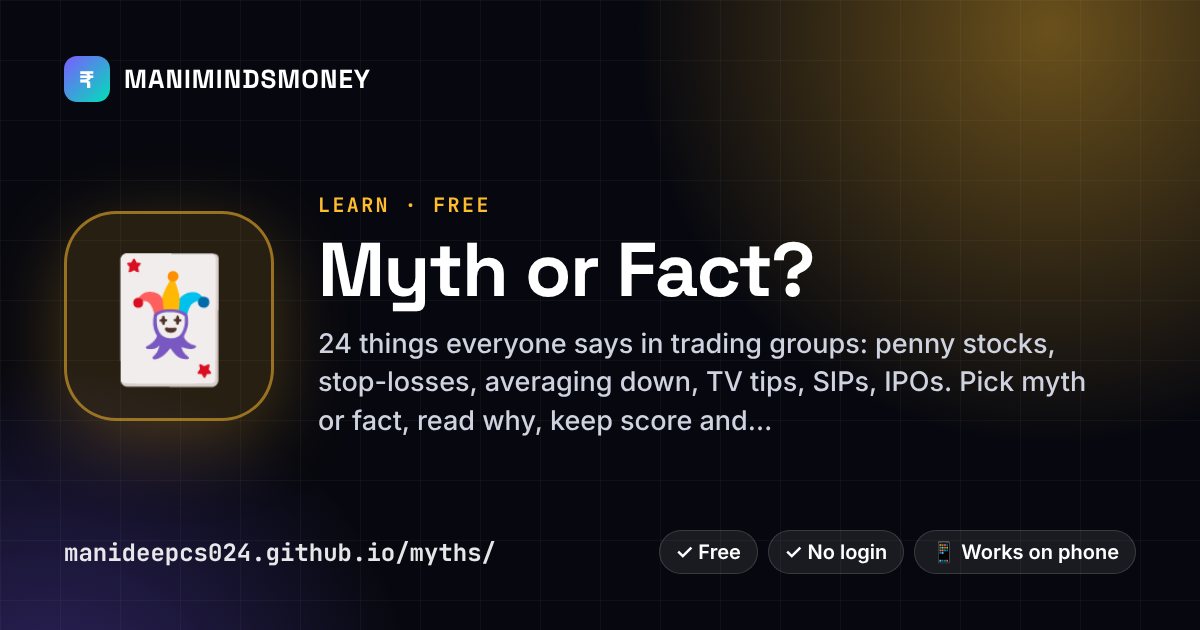 ₹ MANIMINDSMONEY
LEARN · FREE
Myth or Fact?
24 things everyone says in trading groups: penny stocks,
stop-losses, averaging down, TV tips, SIPs, IPOs. Pick myth
or fact, read why, keep score and...
manideepcs024.github.io/myths/
✓ Free
✓ No login
Works on phone